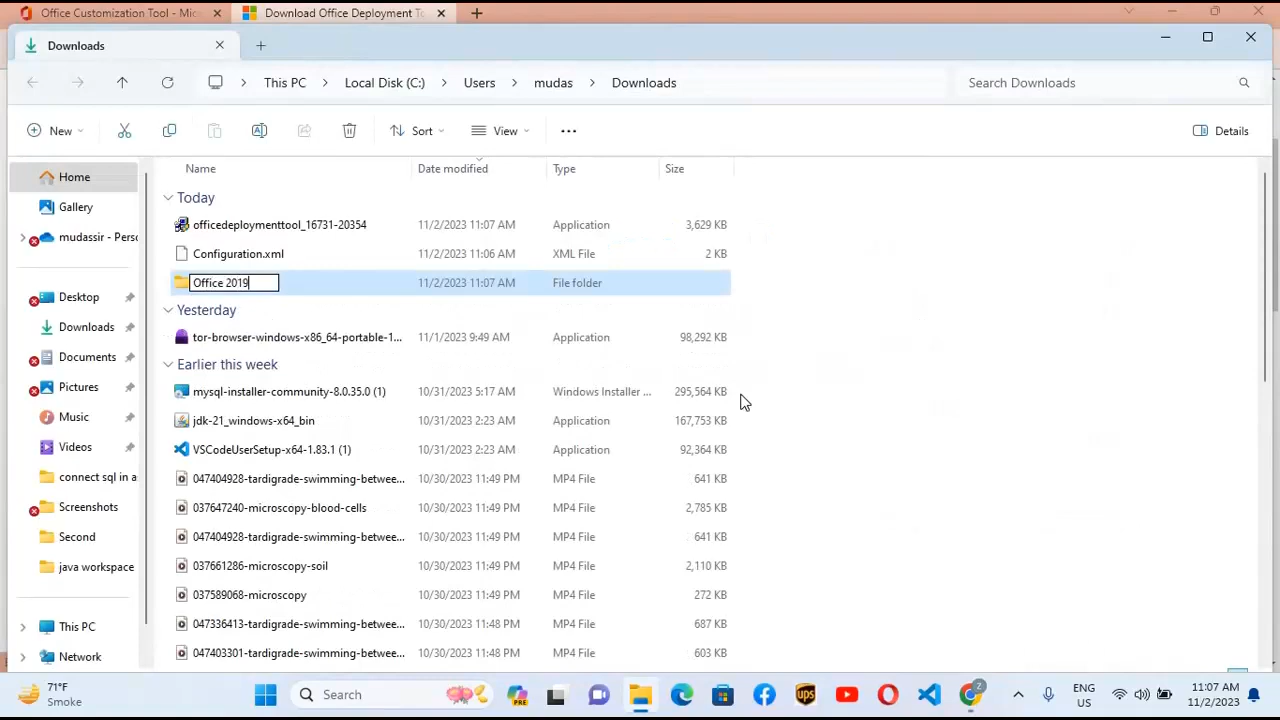 Office Customization Tool - Mic
Download Office Deployment To
Downloads
This PC
Local Disk (C:)
Users
mudas
Downloads
Search Downloads
New
Sort
View
Details
Name
Date modified
Type
Size
Home
Gallery
mudassir - Perso
Desktop
Downloads
Documents
Pictures
Music
Videos
connect sql in a
Screenshots
Second
java workspace
This PC
Network
Today
officedeploymenttool_16731-20354 11/2/2023 11:07 AM Application 3,629 KB
Configuration.xml 11/2/2023 11:06 AM XML File 2 KB
Office 2019 11/2/2023 11:07 AM File folder
Yesterday
tor-browser-windows-x86_64-portable-1... 11/1/2023 9:49 AM Application 98,292 KB
Earlier this week
mysql-installer-community-8.0.35.0 (1) 10/31/2023 5:17 AM Windows Installer ... 295,564 KB
jdk-21_windows-x64_bin 10/31/2023 2:23 AM Application 167,753 KB
VSCodeUserSetup-x64-1.83.1 (1) 10/31/2023 2:23 AM Application 92,364 KB
047404928-tardigrade-swimming-betwee... 10/30/2023 11:49 PM MP4 File 641 KB
037647240-microscopy-blood-cells 10/30/2023 11:49 PM MP4 File 2,785 KB
047404928-tardigrade-swimming-betwee... 10/30/2023 11:49 PM MP4 File 641 KB
037661286-microscopy-soil 10/30/2023 11:49 PM MP4 File 2,110 KB
037589068-microscopy 10/30/2023 11:49 PM MP4 File 272 KB
047336413-tardigrade-swimming-betwee... 10/30/2023 11:48 PM MP4 File 687 KB
047403301-tardigrade-swimming-betwee... 10/30/2023 11:48 PM MP4 File 603 KB
71°F
Smoke
Search
PRE
ups
2
ENG
US
11:07 AM
11/2/2023